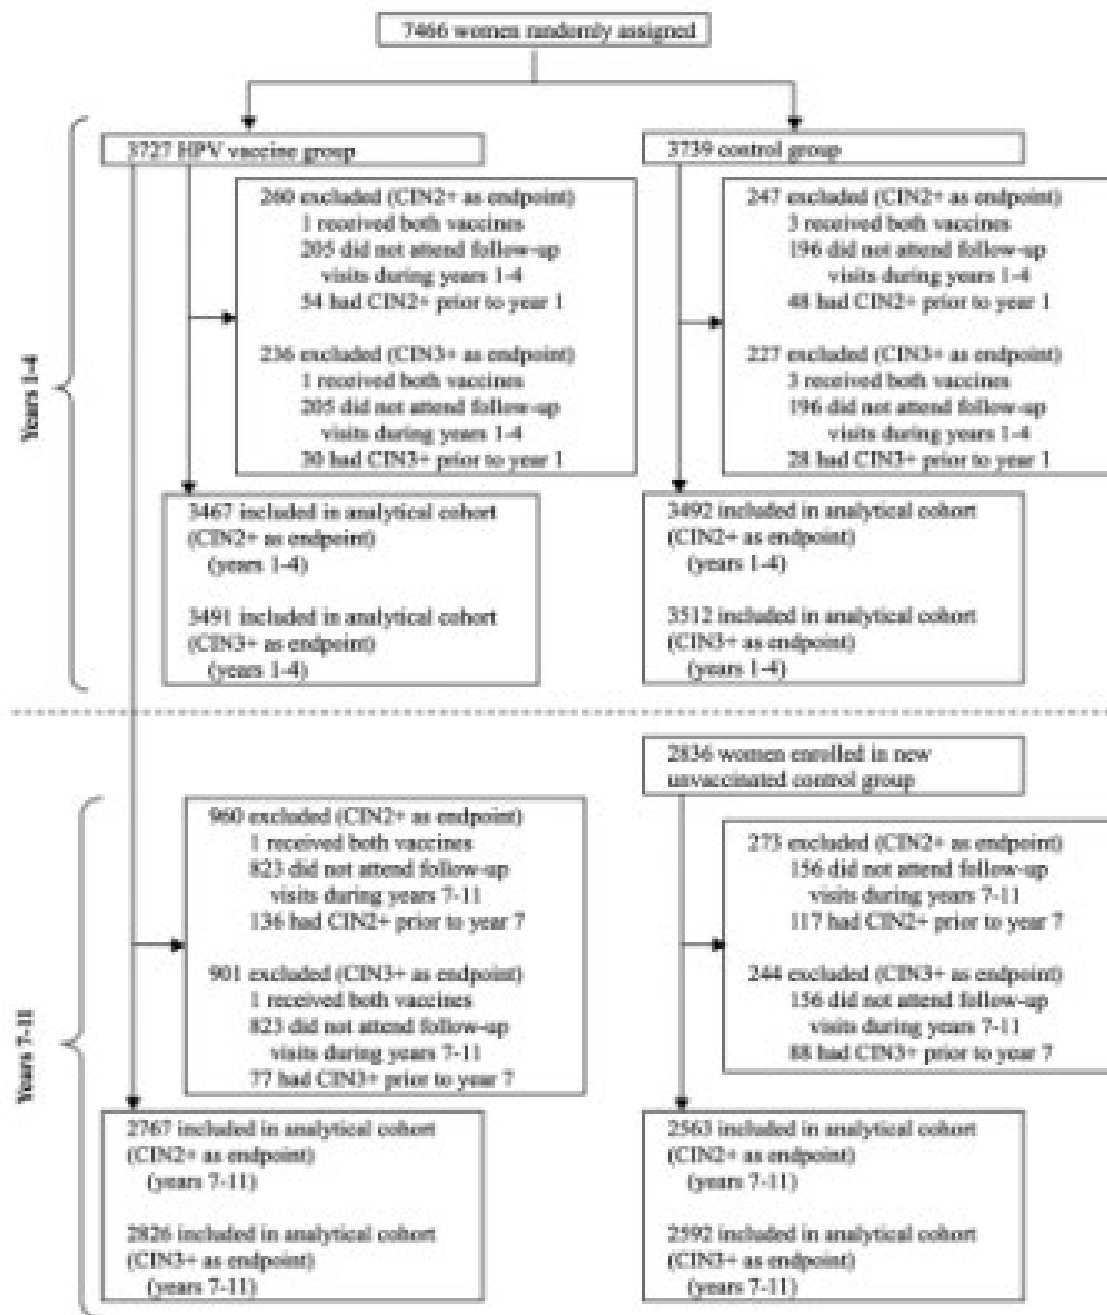 7466 women randomly assigned
3727 HPV vaccine group
3739 control group
260 excluded (CIN2+ as endpoint)
1 received both vaccines
205 did not attend follow-up
visits during years 1-4
54 had CIN2+ prior to year 1
236 excluded (CIN3+ as endpoint)
1 received both vaccines
205 did not attend follow-up
visits during years 1-4
30 had CIN3+ prior to year 1
247 excluded (CIN2+ as endpoint)
3 received both vaccines
196 did not attend follow-up
visits during years 1-4
48 had CIN2+ prior to year 1
227 excluded (CIN3+ as endpoint)
3 received both vaccines
196 did not attend follow-up
visits during years 1-4
28 had CIN3+ prior to year 1
Years 1-4
3467 included in analytical cohort
(CIN2+ as endpoint)
(years 1-4)
3491 included in analytical cohort
(CIN3+ as endpoint)
(years 1-4)
3492 included in analytical cohort
(CIN2+ as endpoint)
(years 1-4)
3512 included in analytical cohort
(CIN3+ as endpoint)
(years 1-4)
2836 women enrolled in new
unvaccinated control group
960 excluded (CIN2+ as endpoint)
1 received both vaccines
823 did not attend follow-up
visits during years 7-11
136 had CIN2+ prior to year 7
901 excluded (CIN3+ as endpoint)
1 received both vaccines
823 did not attend follow-up
visits during years 7-11
77 had CIN3+ prior to year 7
273 excluded (CIN2+ as endpoint)
156 did not attend follow-up
visits during years 7-11
117 had CIN2+ prior to year 7
244 excluded (CIN3+ as endpoint)
156 did not attend follow-up
visits during years 7-11
88 had CIN3+ prior to year 7
Years 7-11
2767 included in analytical cohort
(CIN2+ as endpoint)
(years 7-11)
2826 included in analytical cohort
(CIN3+ as endpoint)
(years 7-11)
2563 included in analytical cohort
(CIN2+ as endpoint)
(years 7-11)
2592 included in analytical cohort
(CIN3+ as endpoint)
(years 7-11)